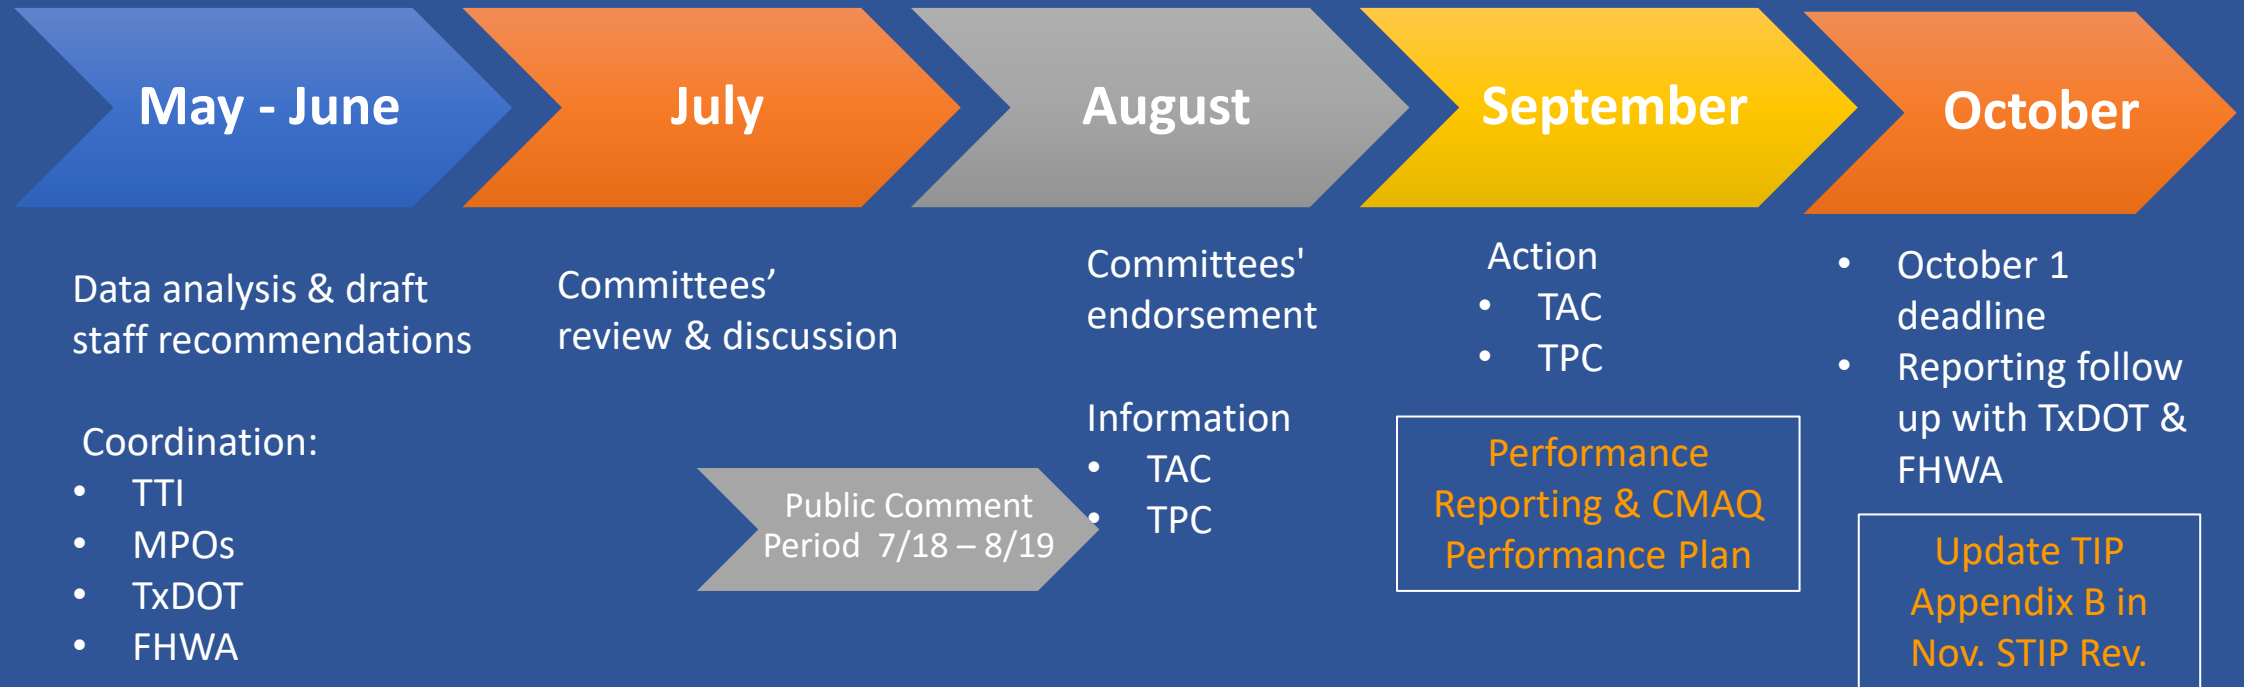 May - June
July
August
September
October
Data analysis & draft
staff recommendations
Coordination:
• TTI
• MPOs
• TxDOT
• FHWA
Committees’
review & discussion
Public Comment
Period 7/18 – 8/19
Committees'
endorsement
Information
• TAC
• TPC
Action
• TAC
• TPC
Performance
Reporting & CMAQ
Performance Plan
• October 1
deadline
• Reporting follow
up with TxDOT &
FHWA
Update TIP
Appendix B in
Nov. STIP Rev.